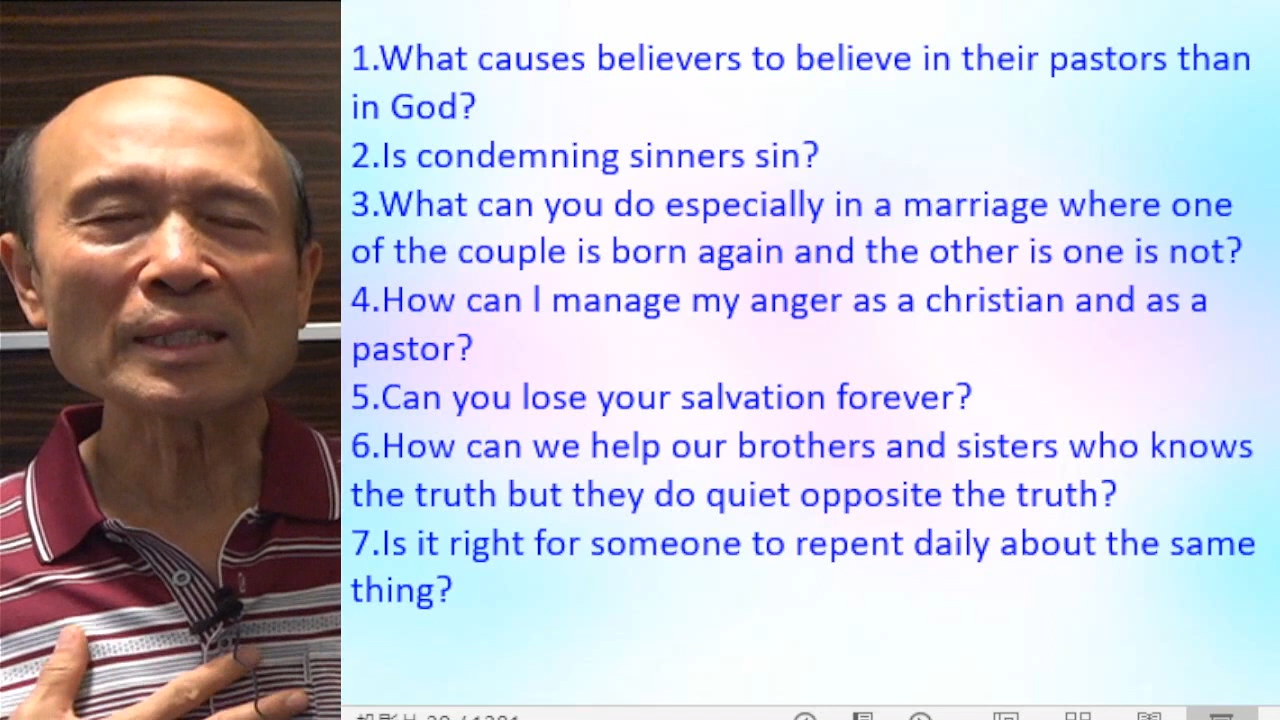 1.What causes believers to believe in their pastors than
in God?
2.Is condemning sinners sin?
3.What can you do especially in a marriage where one
of the couple is born again and the other is one is not?
4.How can l manage my anger as a christian and as a
pastor?
5.Can you lose your salvation forever?
6.How can we help our brothers and sisters who knows
the truth but they do quiet opposite the truth?
7.Is it right for someone to repent daily about the same
thing?